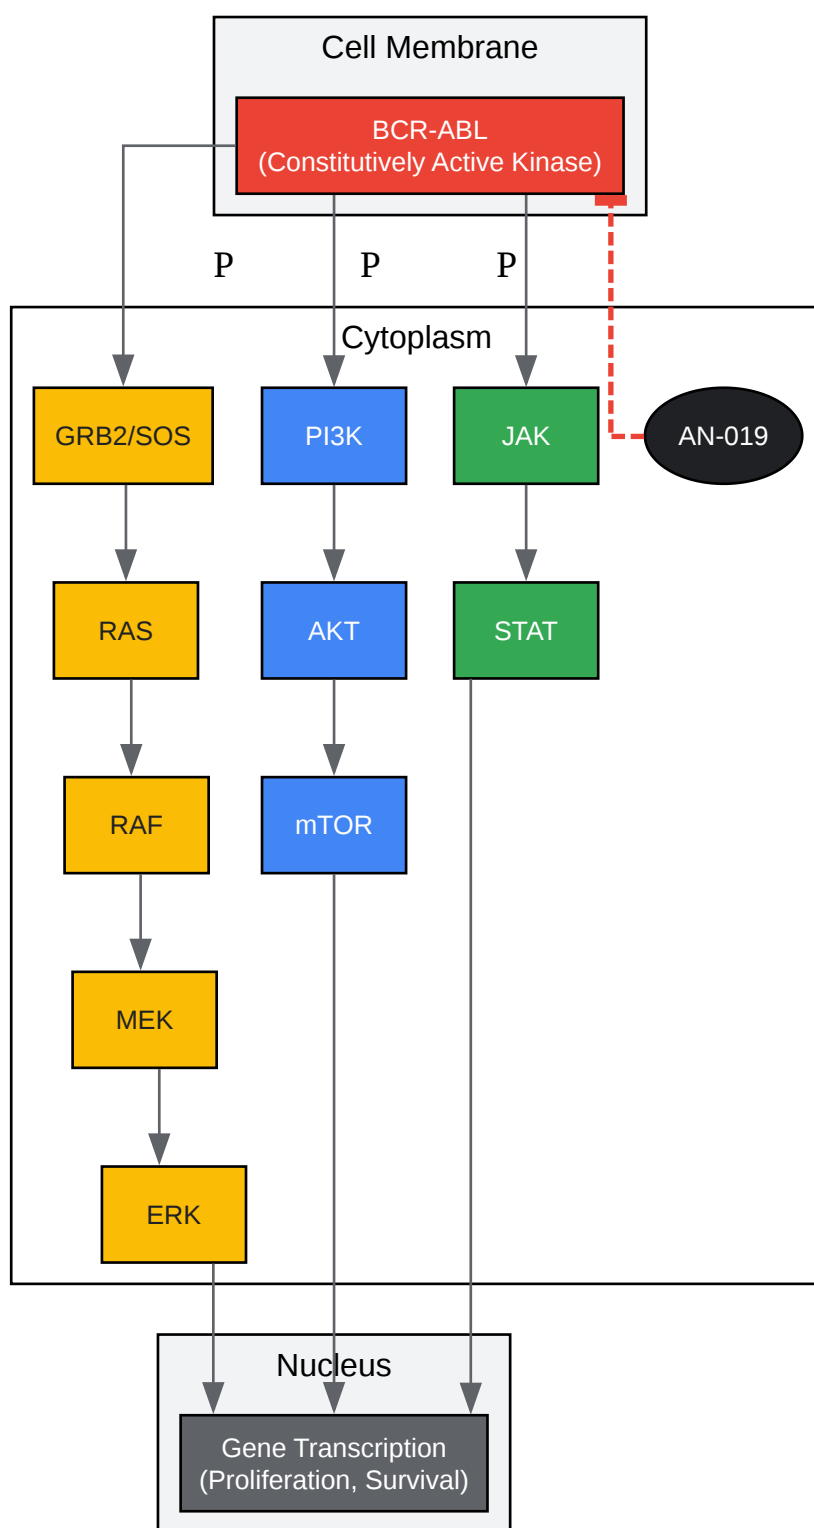 Cell Membrane
BCR-ABL
(Constitutively Active Kinase)
P P P
Cytoplasm
GRB2/SOS PI3K JAK AN-019
RAS AKT STAT
RAF mTOR
MEK
ERK
Nucleus
Gene Transcription
(Proliferation, Survival)